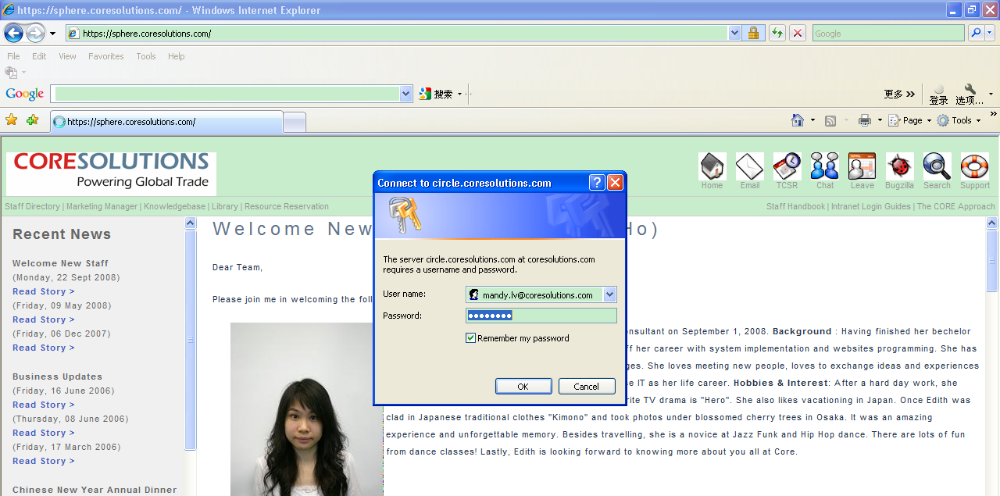 https://sphere.coresolutions.com/ - Windows Internet Explorer
https://sphere.coresolutions.com/
Google
File Edit View Favorites Tools Help
Google 搜索 更多 » 登录 选项...
https://sphere.coresolutions.com/
Page Tools »
CORESOLUTIONS
Powering Global Trade
Home Email TCSR Chat Leave Bugzilla Search Support
Staff Directory | Marketing Manager | Knowledgebase | Library | Resource Reservation
Staff Handbook | Intranet Login Guides | The CORE Approach
Recent News
Welcome New Staff
(Monday, 22 Sept 2008)
Read Story >
(Friday, 09 May 2008)
Read Story >
(Friday, 06 Dec 2007)
Read Story >
Business Updates
(Friday, 16 June 2006)
Read Story >
(Thursday, 08 June 2006)
Read Story >
(Friday, 17 March 2006)
Read Story >
Chinese New Year Annual Dinner
Welcome New
Ho)
Dear Team,
Please join me in welcoming the foll
Connect to circle.coresolutions.com
The server circle.coresolutions.com at coresolutions.com
requires a username and password.
User name:
mandy.lv@coresolutions.com
Password:
●●●●●●●●
Remember my password
OK
Cancel
nsultant on September 1, 2008. Background : Having finished her bechelor
ff her career with system implementation and websites programming. She has
ges. She loves meeting new people, loves to exchange ideas and experiences
e IT as her life career. Hobbies & Interest: After a hard day work, she
rite TV drama is "Hero". She also likes vacationing in Japan. Once Edith was
clad in Japanese traditional clothes "Kimono" and took photos under blossomed cherry trees in Osaka. It was an amazing
experience and unforgettable memory. Besides travelling, she is a novice at Jazz Funk and Hip Hop dance. There are lots of fun
from dance classes! Lastly, Edith is looking forward to knowing more about you all at Core.